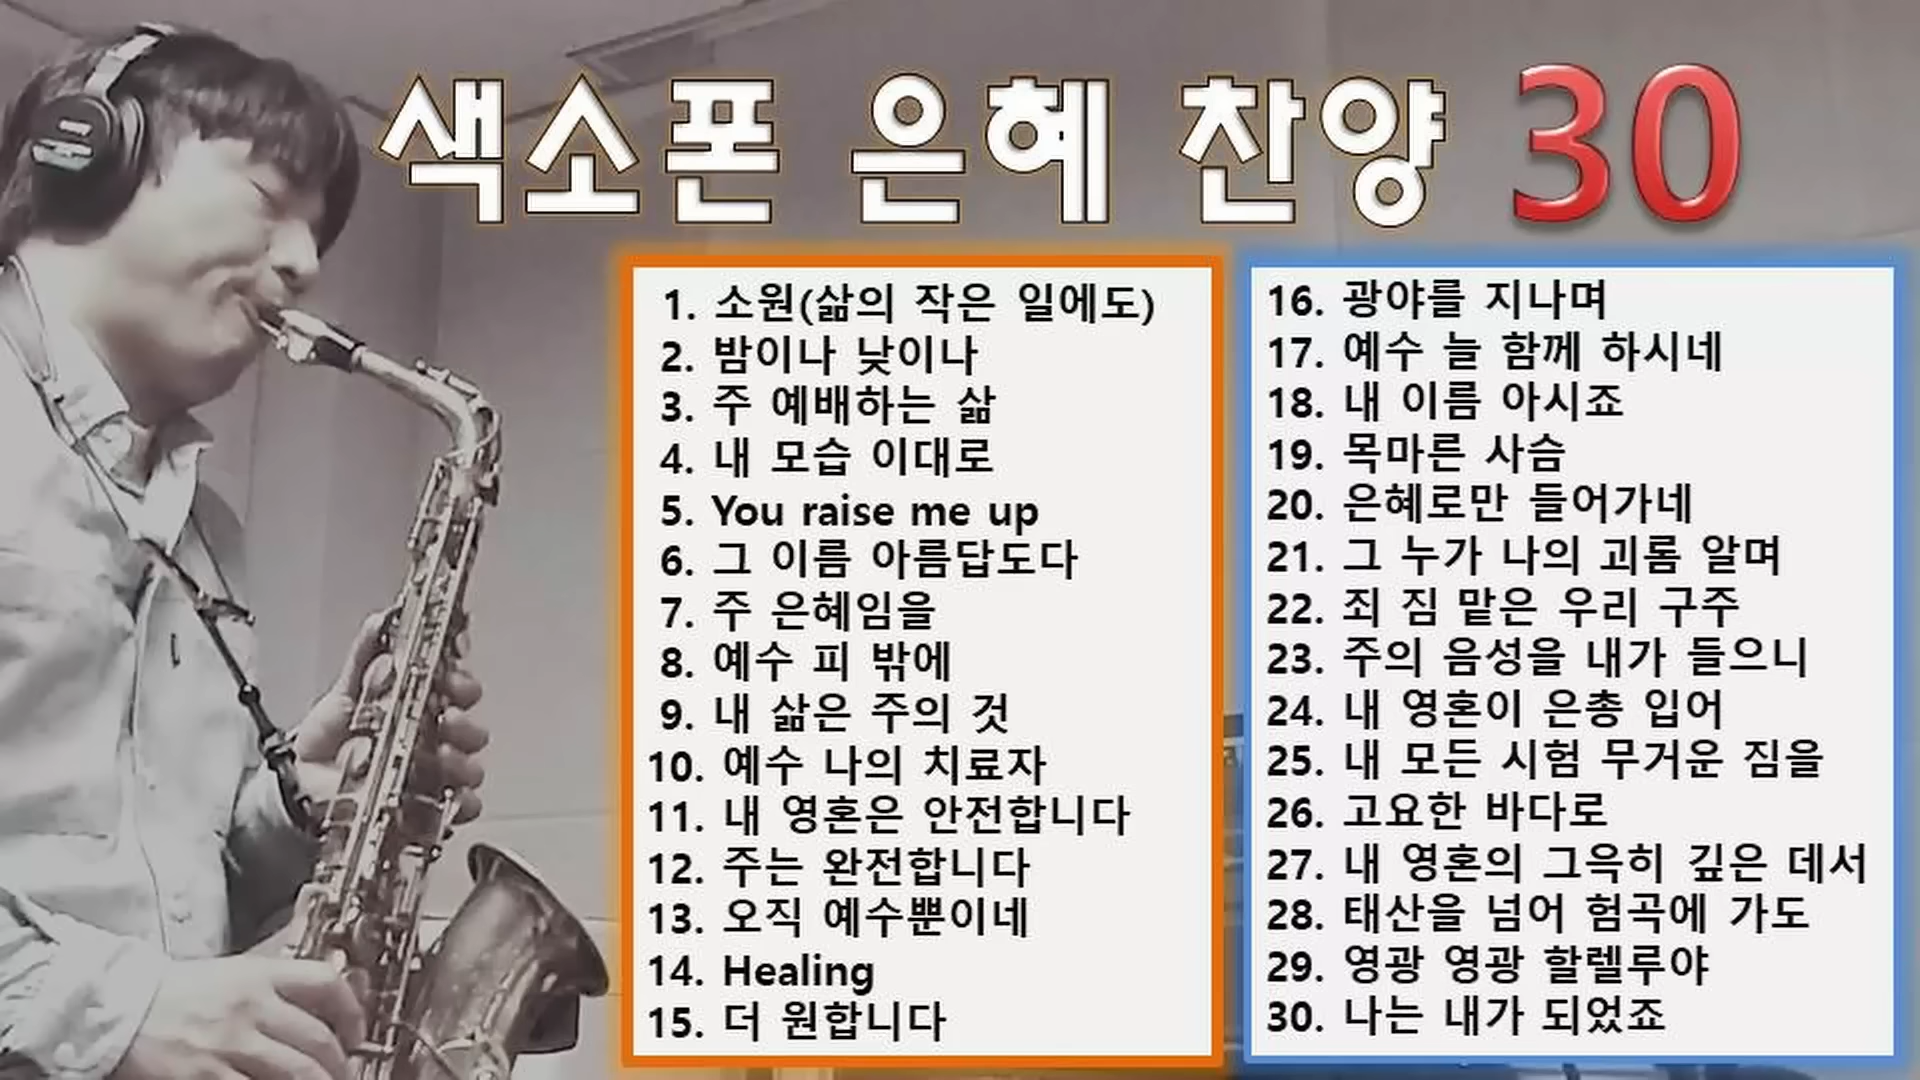 색소폰 은혜 찬양 30
1. 소원(삶의 작은 일에도)
2. 밤이나 낮이나
3. 주 예배하는 삶
4. 내 모습 이대로
5. You raise me up
6. 그 이름 아름답도다
7. 주 은혜임을
8. 예수 피 밖에
9. 내 삶은 주의 것
10. 예수 나의 치료자
11. 내 영혼은 안전합니다
12. 주는 완전합니다
13. 오직 예수뿐이네
14. Healing
15. 더 원합니다
16. 광야를 지나며
17. 예수 늘 함께 하시네
18. 내 이름 아시죠
19. 목마른 사슴
20. 은혜로만 들어가네
21. 그 누가 나의 괴롬 알며
22. 죄 짐 맡은 우리 구주
23. 주의 음성을 내가 들으니
24. 내 영혼이 은총 입어
25. 내 모든 시험 무거운 짐을
26. 고요한 바다로
27. 내 영혼의 그윽히 깊은 데서
28. 태산을 넘어 험곡에 가도
29. 영광 영광 할렐루야
30. 나는 내가 되었죠